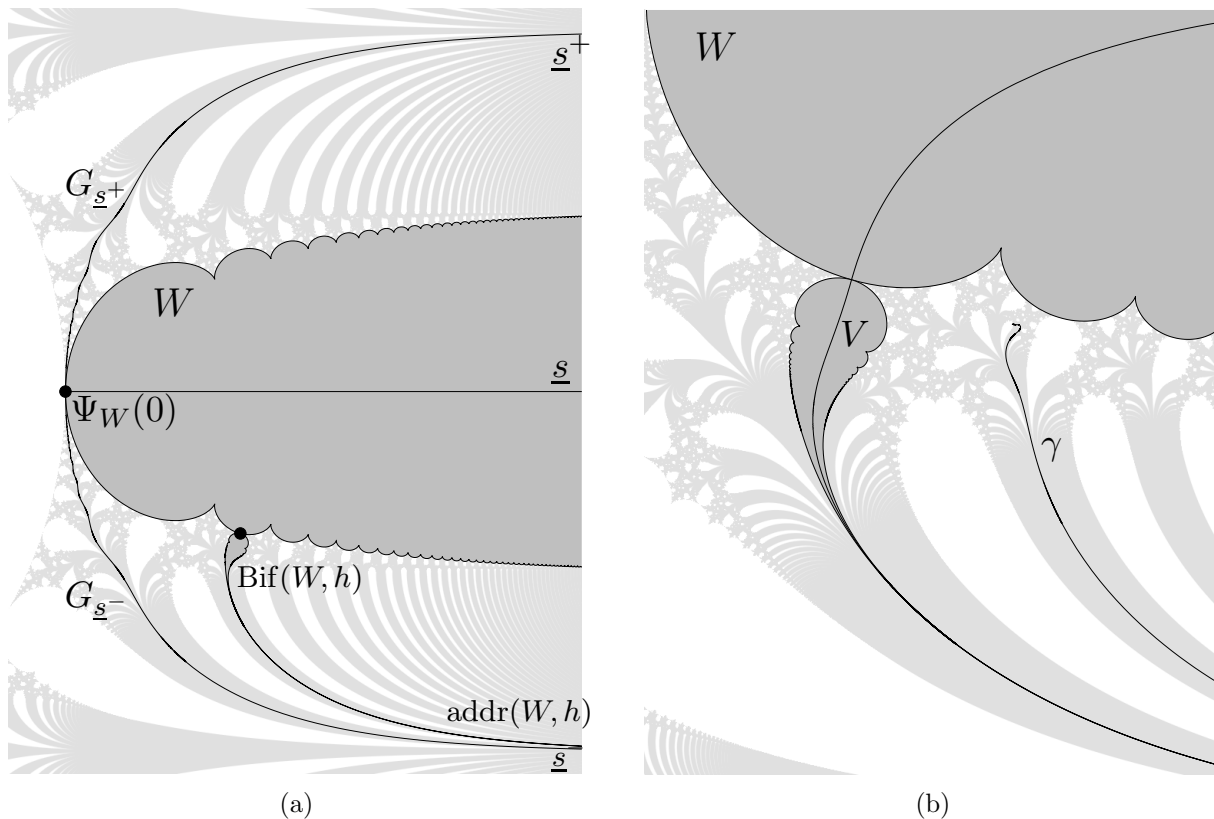 s⁺
G_s⁺
W
s
Ψ_W(0)
Bif(W, h)
G_s⁻
addr(W, h)
s
(a)
W
V
γ
(b)